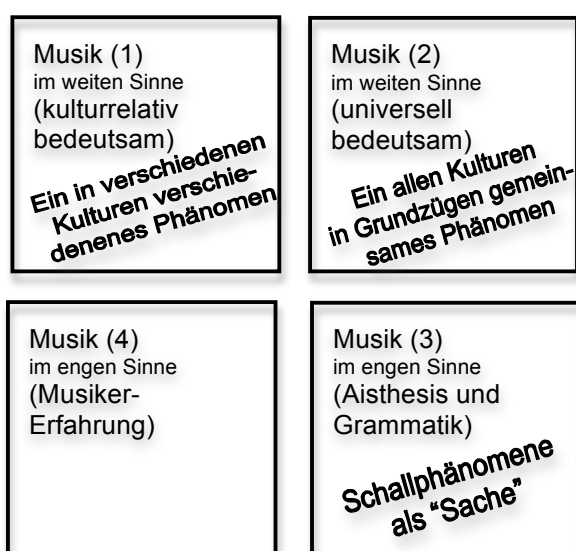 Musik (1)
im weiten Sinne
(kulturrelativ
bedeutsam)
Ein in verschiedenen
Kulturen verschie-
denenes Phänomen
Musik (2)
im weiten Sinne
(universell
bedeutsam)
Ein allen Kulturen
in Grundzügen gemein-
sames Phänomen
Musik (4)
im engen Sinne
(Musiker-
Erfahrung)
Musik (3)
im engen Sinne
(Aisthesis und
Grammatik)
Schallphänomene
als “Sache”